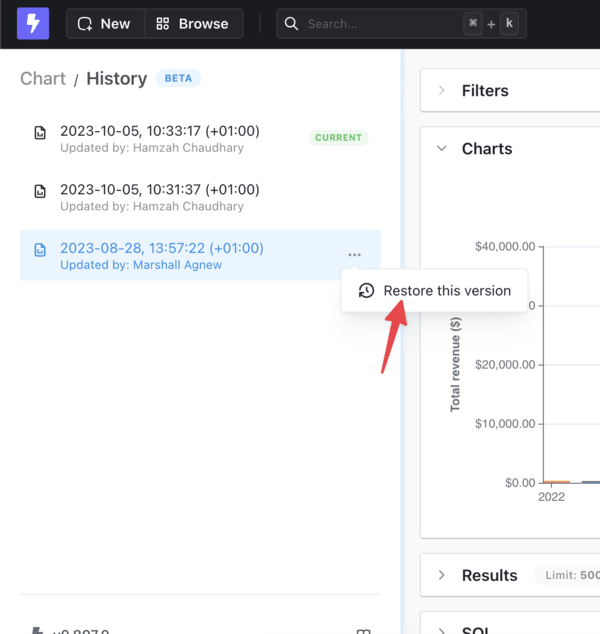 New
Browse
Search...
⌘ + k
Chart / History BETA
2023-10-05, 10:33:17 (+01:00)
Updated by: Hamzah Chaudhary
CURRENT
2023-10-05, 10:31:37 (+01:00)
Updated by: Hamzah Chaudhary
2023-08-28, 13:57:22 (+01:00)
Updated by: Marshall Agnew
Restore this version
Filters
Charts
$40,000.00
0
$20,000.00
$10,000.00
$0.00
Total revenue ($)
2022
Results
Limit: 500
SQL